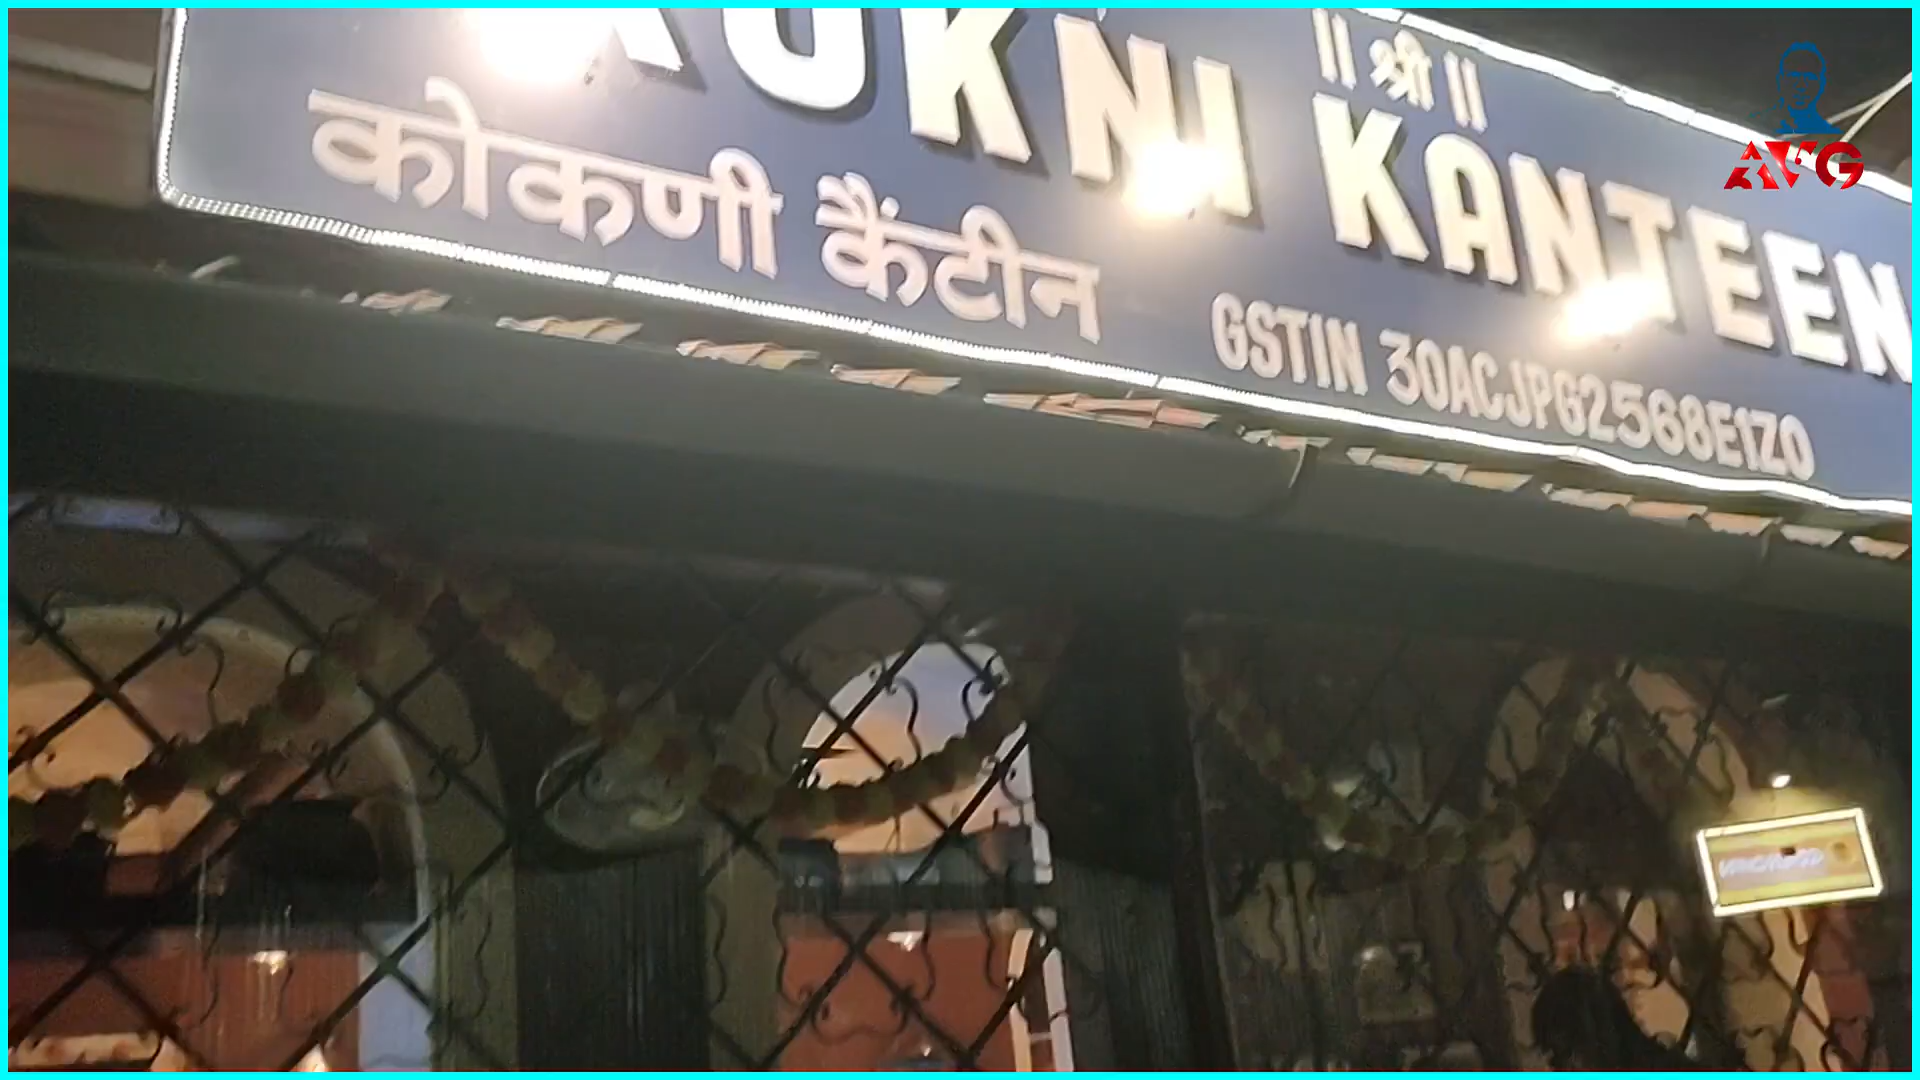 ॥ श्री ॥
KOKNI KANTEEN
कोकणी कैंटीन
GSTIN 30ACJPG2568E1Z0
AVG